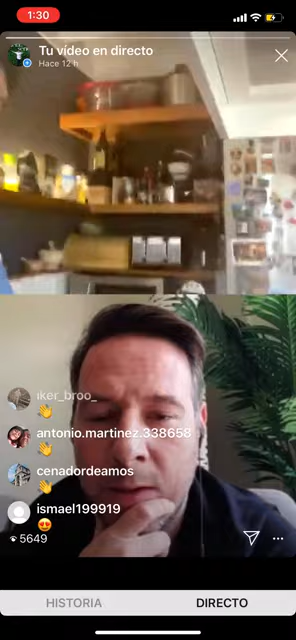 1:30
Tu vídeo en directo
Hace 12 h
iker_broo_
antonio.martinez.338658
cenadordeamos
ismael199919
5649
HISTORIA
DIRECTO